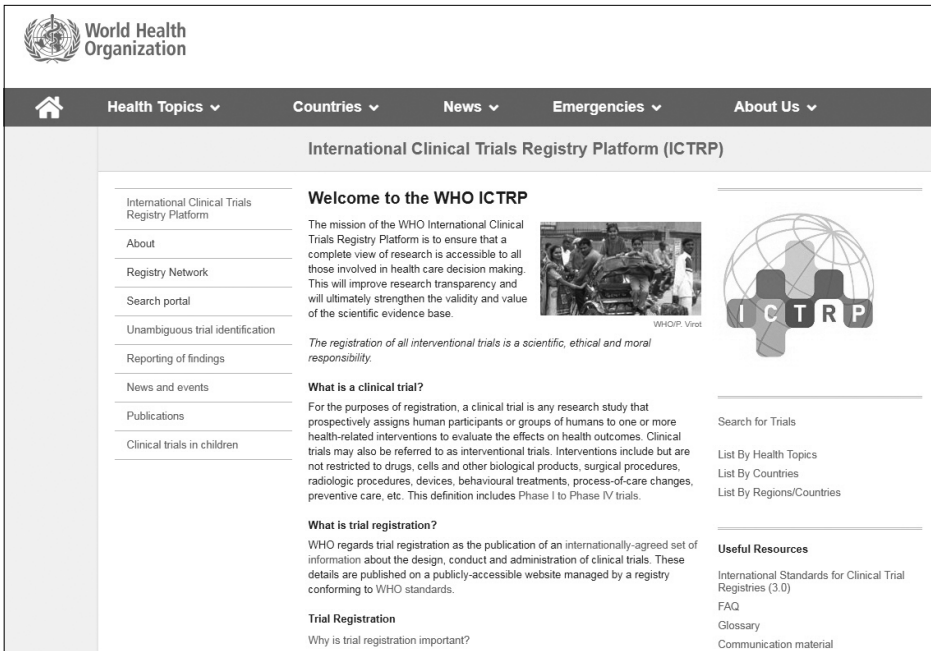 World Health
Organization
Health Topics
Countries
News
Emergencies
About Us
International Clinical Trials Registry Platform (ICTRP)
International Clinical Trials
Registry Platform
About
Registry Network
Search portal
Unambiguous trial identification
Reporting of findings
News and events
Publications
Clinical trials in children
Welcome to the WHO ICTRP
The mission of the WHO International Clinical
Trials Registry Platform is to ensure that a
complete view of research is accessible to all
those involved in health care decision making.
This will improve research transparency and
will ultimately strengthen the validity and value
of the scientific evidence base.
WHO/P. Virot
The registration of all interventional trials is a scientific, ethical and moral
responsibility.
What is a clinical trial?
For the purposes of registration, a clinical trial is any research study that
prospectively assigns human participants or groups of humans to one or more
health-related interventions to evaluate the effects on health outcomes. Clinical
trials may also be referred to as interventional trials. Interventions include but are
not restricted to drugs, cells and other biological products, surgical procedures,
radiologic procedures, devices, behavioural treatments, process-of-care changes,
preventive care, etc. This definition includes Phase I to Phase IV trials.
What is trial registration?
WHO regards trial registration as the publication of an internationally-agreed set of
information about the design, conduct and administration of clinical trials. These
details are published on a publicly-accessible website managed by a registry
conforming to WHO standards.
Trial Registration
Why is trial registration important?
ICTRP
Search for Trials
List By Health Topics
List By Countries
List By Regions/Countries
Useful Resources
International Standards for Clinical Trial
Registries (3.0)
FAQ
Glossary
Communication material